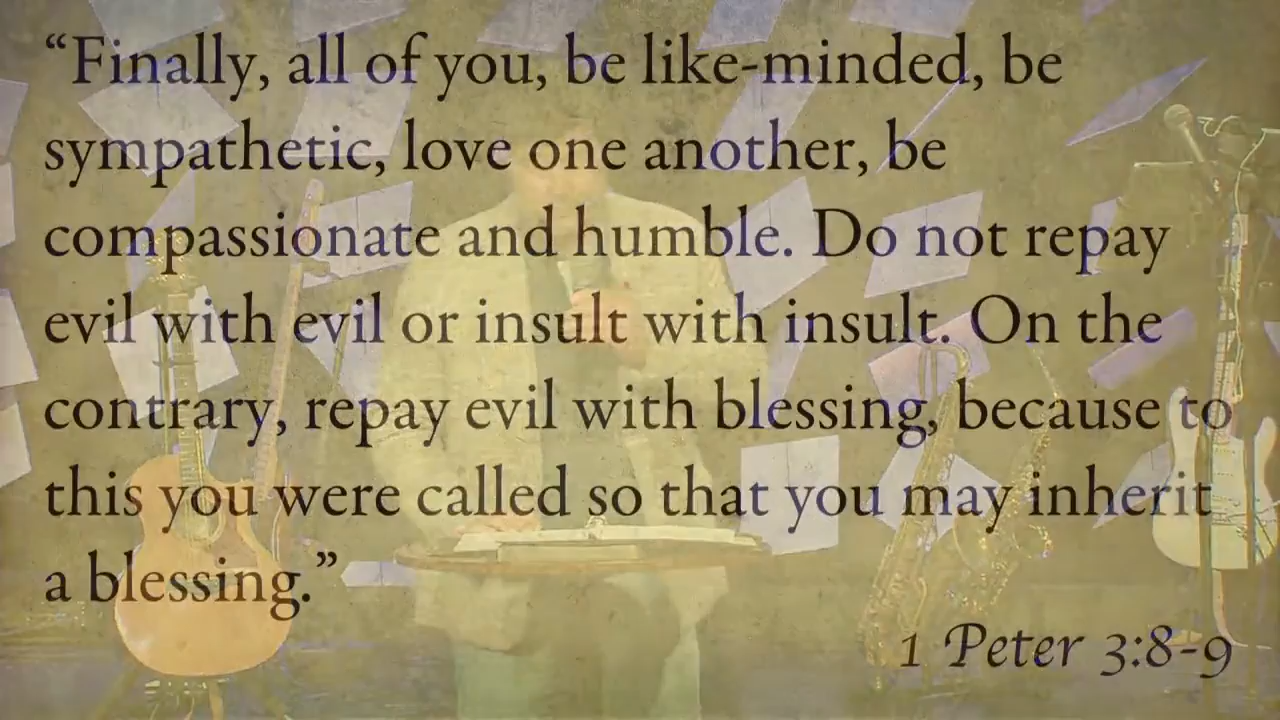 “Finally, all of you, be like-minded, be
sympathetic, love one another, be
compassionate and humble. Do not repay
evil with evil or insult with insult. On the
contrary, repay evil with blessing, because to
this you were called so that you may inherit
a blessing.”
1 Peter 3:8-9